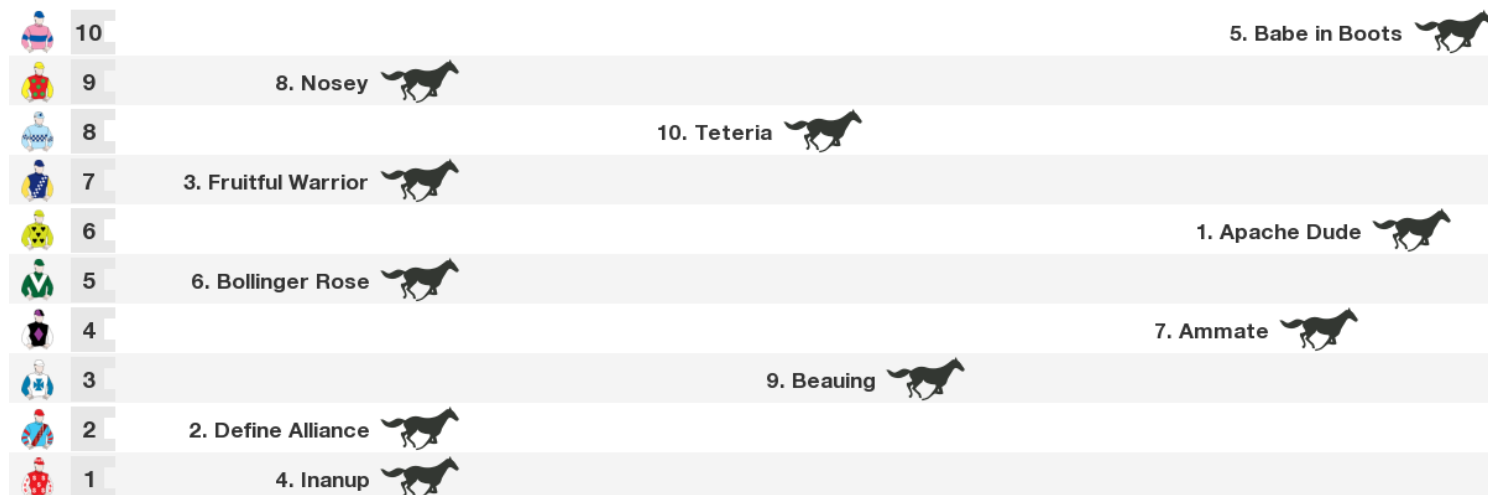 10 5. Babe in Boots
9 8. Nosey
8 10. Teteria
7 3. Fruitful Warrior
6 1. Apache Dude
5 6. Bollinger Rose
4 7. Ammate
3 9. Beauing
2 2. Define Alliance
1 4. Inanup